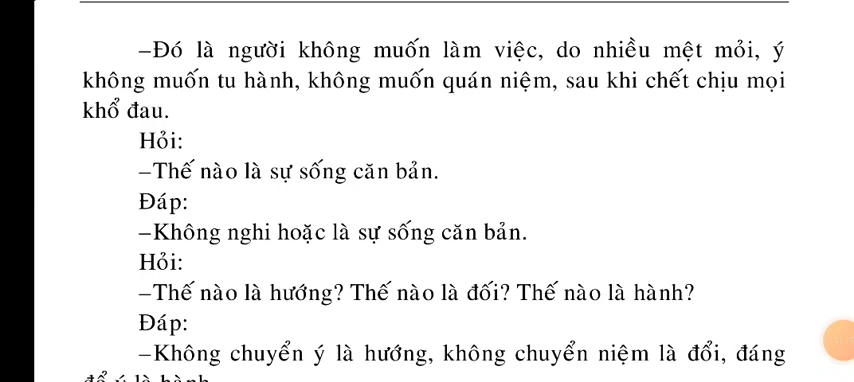 –Đó là người không muốn làm việc, do nhiều mệt mỏi, ý
không muốn tu hành, không muốn quán niệm, sau khi chết chịu mọi
khổ đau.
Hỏi:
–Thế nào là sự sống căn bản.
Đáp:
–Không nghi hoặc là sự sống căn bản.
Hỏi:
–Thế nào là hướng? Thế nào là đối? Thế nào là hành?
Đáp:
–Không chuyển ý là hướng, không chuyển niệm là đổi, đáng
để ý là hành